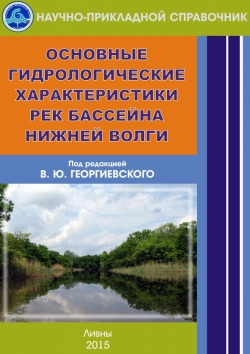 НАУЧНО-ПРИКЛАДНОЙ СПРАВОЧНИК
ОСНОВНЫЕ
ГИДРОЛОГИЧЕСКИЕ
ХАРАКТЕРИСТИКИ
РЕК БАССЕЙНА
НИЖНЕЙ ВОЛГИ
Под редакцией
В. Ю. ГЕОРГИЕВСКОГО
Ливны
2015